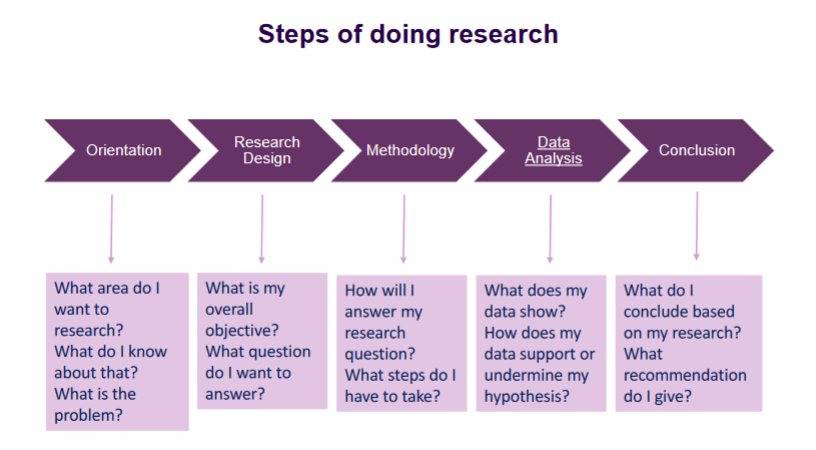 Steps of doing research
Orientation
Research
Design
Methodology
Data
Analysis
Conclusion
What area do I
want to
research?
What do I know
about that?
What is the
problem?
What is my
overall
objective?
What question
do I want to
answer?
How will I
answer my
research
question?
What steps do I
have to take?
What does my
data show?
How does my
data support or
undermine my
hypothesis?
What do I
conclude based
on my research?
What
recommendation
do I give?